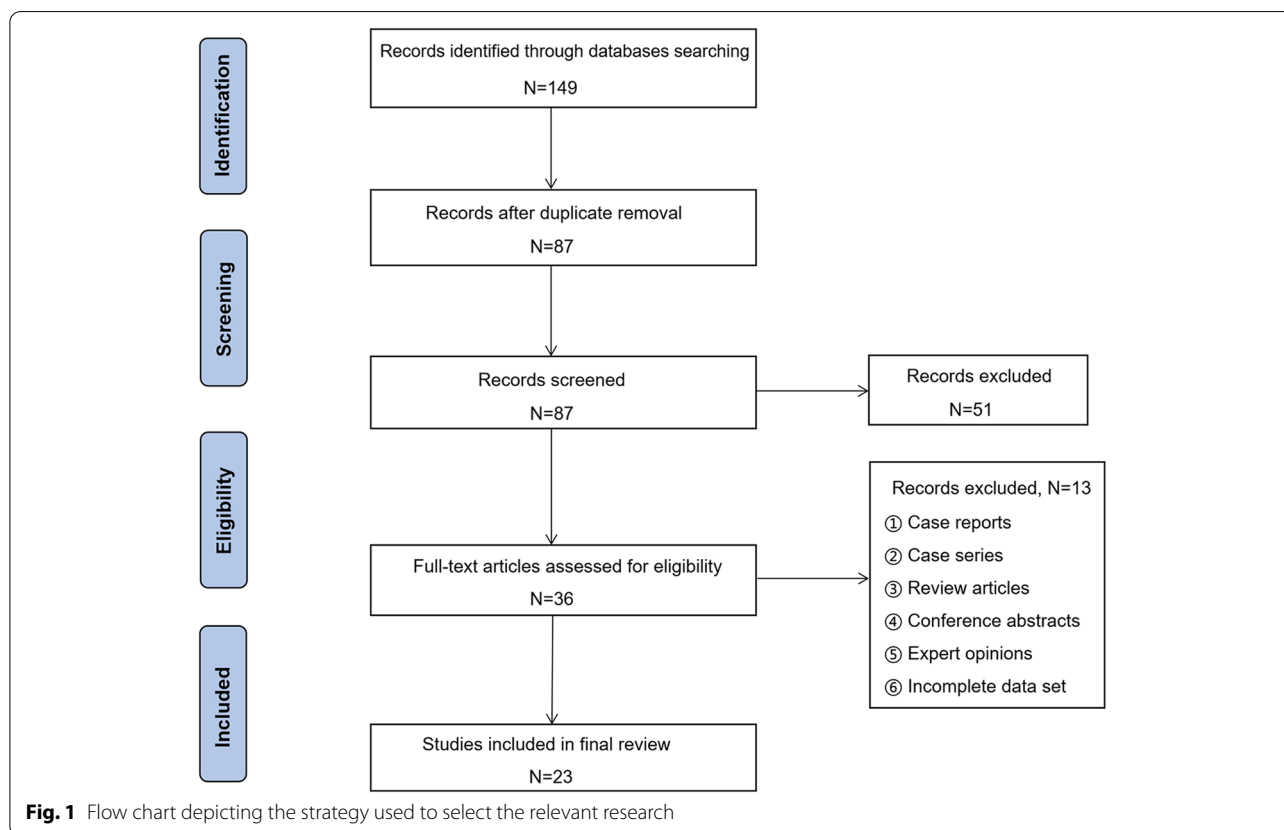 Identification
Records identified through databases searching
N=149
Records after duplicate removal
N=87
Screening
Records screened
N=87
Records excluded
N=51
Eligibility
Full-text articles assessed for eligibility
N=36
Records excluded, N=13
① Case reports
② Case series
③ Review articles
④ Conference abstracts
⑤ Expert opinions
⑥ Incomplete data set
Included
Studies included in final review
N=23
Fig. 1 Flow chart depicting the strategy used to select the relevant research